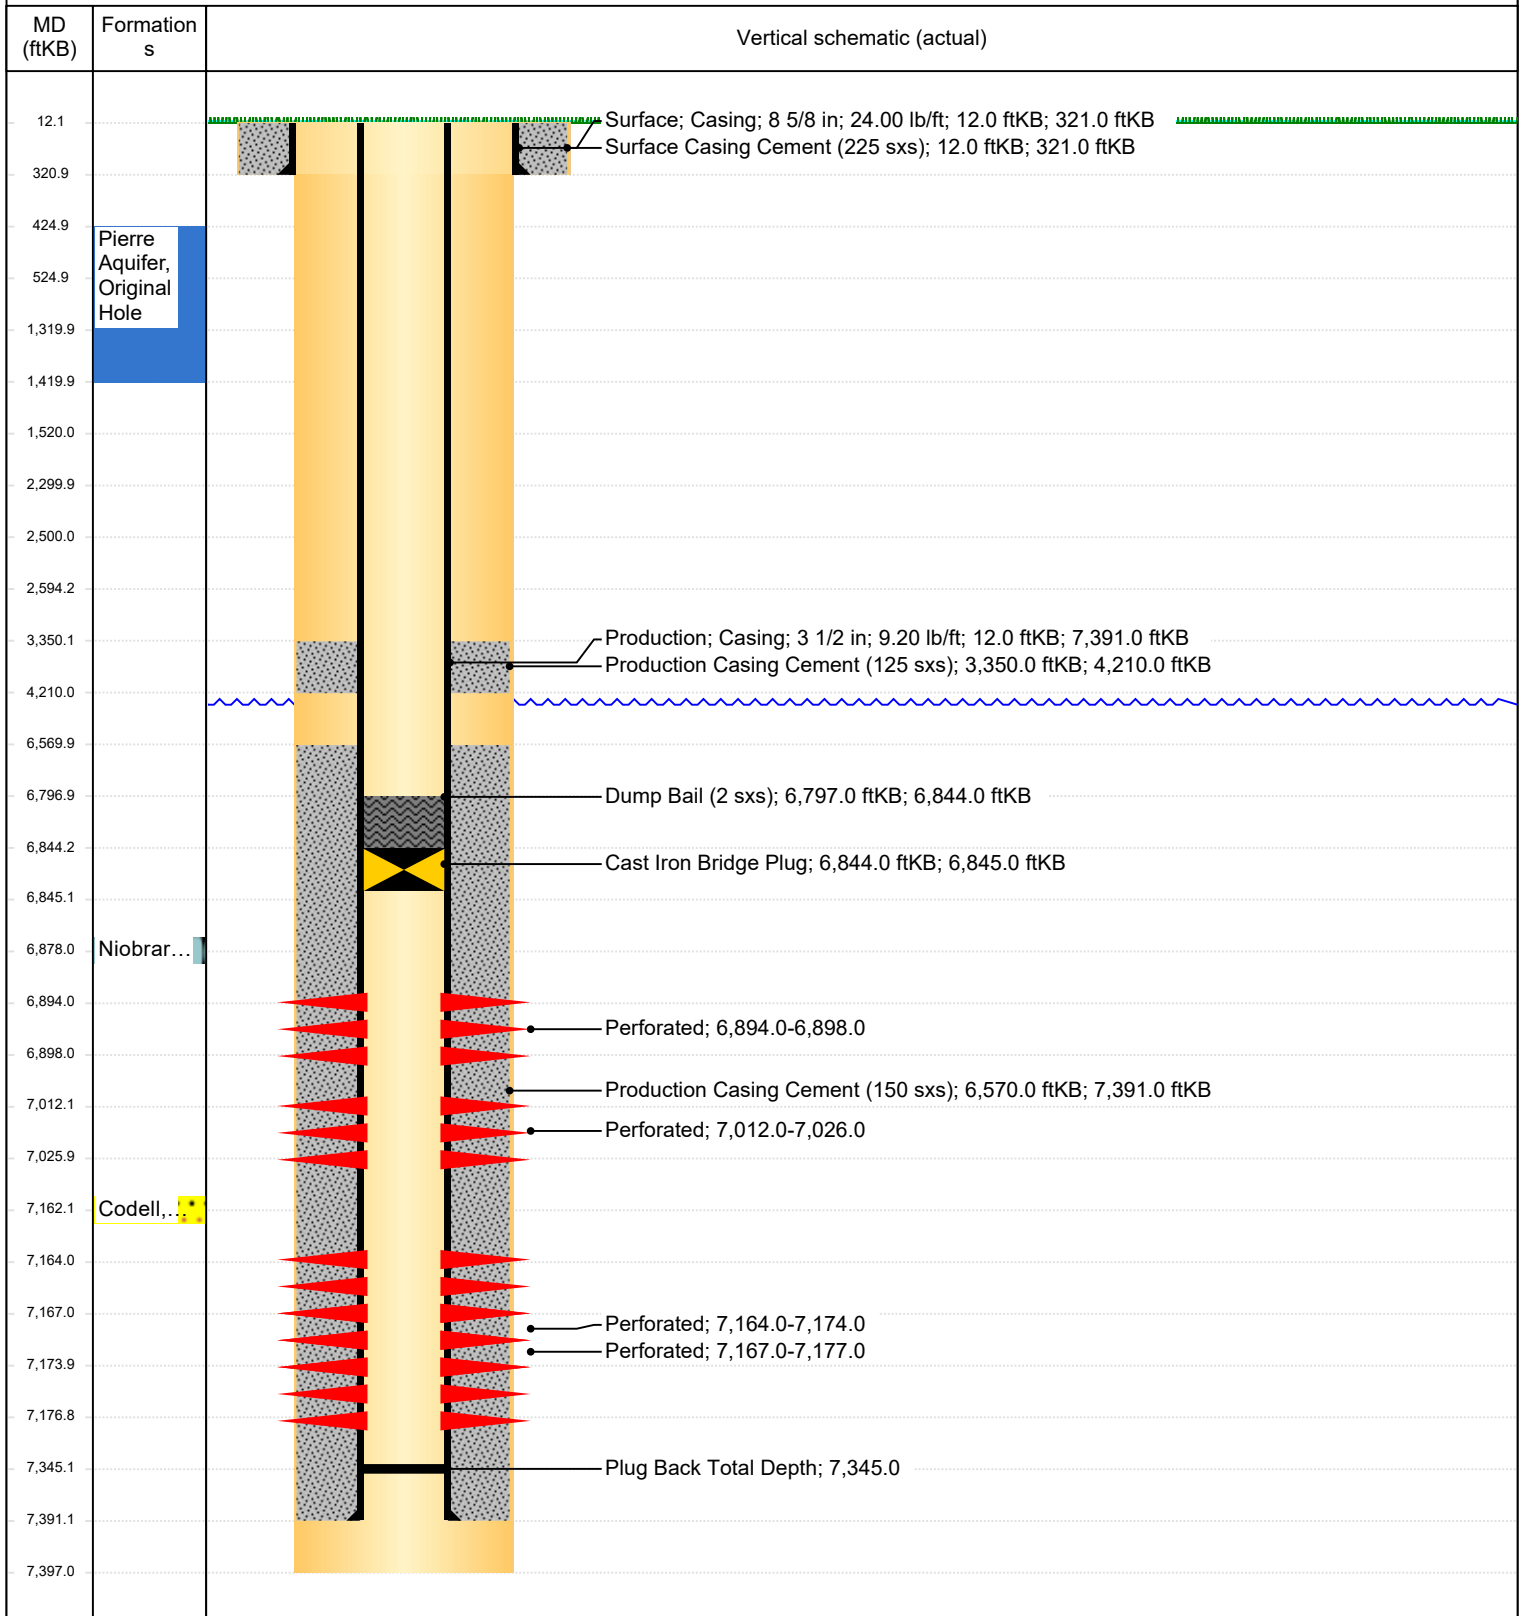 MD
(ftKB)
Formation
s
Vertical schematic (actual)
12.1
Surface; Casing; 8 5/8 in; 24.00 lb/ft; 12.0 ftKB; 321.0 ftKB
Surface Casing Cement (225 sxs); 12.0 ftKB; 321.0 ftKB
320.9
424.9
Pierre
Aquifer,
Original
Hole
524.9
1,319.9
1,419.9
1,520.0
2,299.9
2,500.0
2,594.2
3,350.1
Production; Casing; 3 1/2 in; 9.20 lb/ft; 12.0 ftKB; 7,391.0 ftKB
Production Casing Cement (125 sxs); 3,350.0 ftKB; 4,210.0 ftKB
4,210.0
6,569.9
6,796.9
Dump Bail (2 sxs); 6,797.0 ftKB; 6,844.0 ftKB
6,844.2
Cast Iron Bridge Plug; 6,844.0 ftKB; 6,845.0 ftKB
6,845.1
6,878.0
Niobrar…
6,894.0
Perforated; 6,894.0-6,898.0
6,898.0
Production Casing Cement (150 sxs); 6,570.0 ftKB; 7,391.0 ftKB
7,012.1
Perforated; 7,012.0-7,026.0
7,025.9
7,162.1
Codell,…
7,164.0
7,167.0
Perforated; 7,164.0-7,174.0
Perforated; 7,167.0-7,177.0
7,173.9
7,176.8
7,345.1
Plug Back Total Depth; 7,345.0
7,391.1
7,397.0